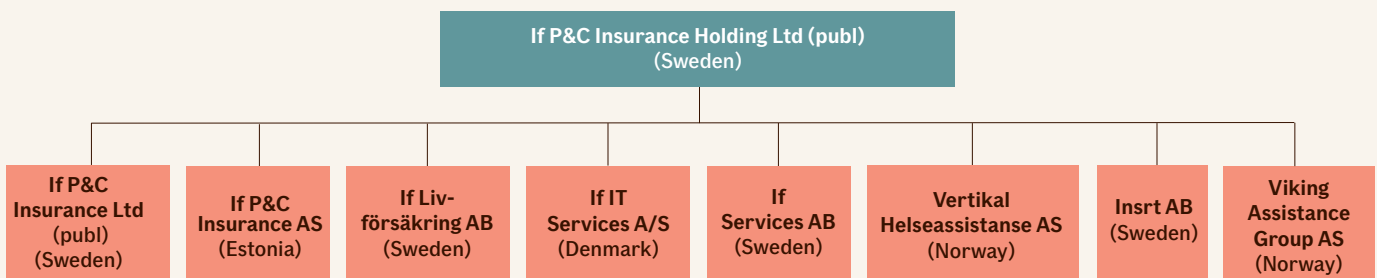 If P&C Insurance Holding Ltd (publ)
(Sweden)
If P&C
Insurance Ltd
(publ)
(Sweden)
If P&C
Insurance AS
(Estonia)
If Liv-
försäkring AB
(Sweden)
If IT
Services A/S
(Denmark)
If
Services AB
(Sweden)
Vertikal
Helseassistanse AS
(Norway)
Insrt AB
(Sweden)
Viking
Assistance
Group AS
(Norway)